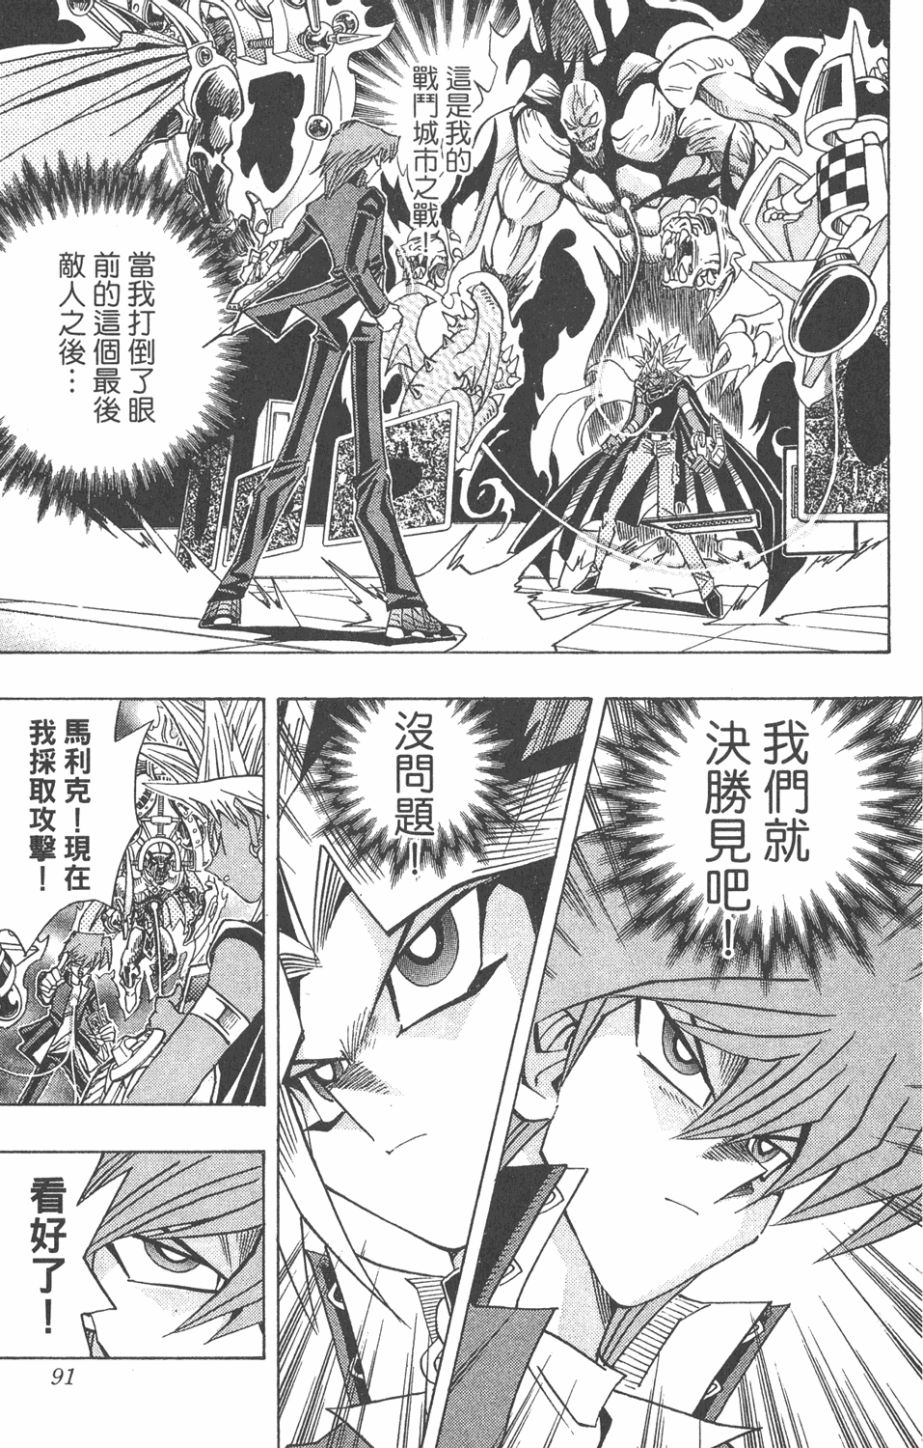 這是我的
戰鬥城市之戰！
當我打倒了眼
前的這個最後
敵人之後…
我們就
決勝見吧！
沒問題！
馬利克！現在
我採取攻擊！
看好了！
91